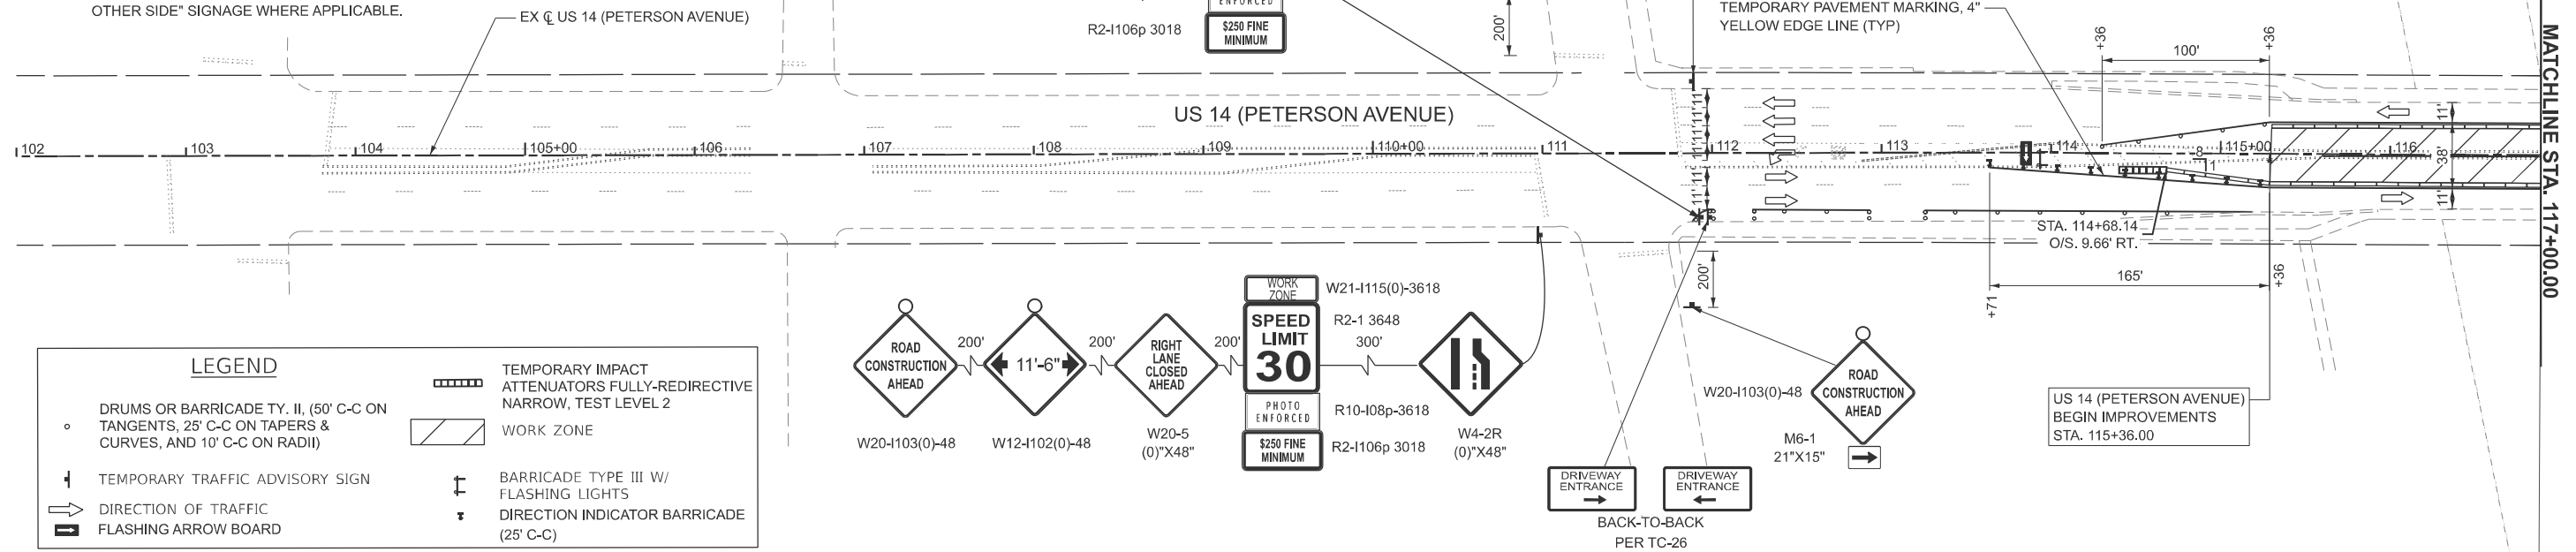 OTHER SIDE" SIGNAGE WHERE APPLICABLE.
EX ℄ US 14 (PETERSON AVENUE)
ENFORCED
R2-I106p 3018
$250 FINE
MINIMUM
200'
TEMPORARY PAVEMENT MARKING, 4"
YELLOW EDGE LINE (TYP)
+36
100'
+36
MATCHLINE STA. 117+00.00
US 14 (PETERSON AVENUE)
102
103
104
105+00
106
107
108
109
110+00
111
112
113
114
115+00
116
11'
11'
11'
11'
11'
11'
8
1
11'
38'
11'
STA. 114+68.14
O/S. 9.66' RT.
165'
+71
+36
200'
LEGEND
DRUMS OR BARRICADE TY. II, (50' C-C ON
TANGENTS, 25' C-C ON TAPERS &
CURVES, AND 10' C-C ON RADII)
TEMPORARY TRAFFIC ADVISORY SIGN
DIRECTION OF TRAFFIC
FLASHING ARROW BOARD
TEMPORARY IMPACT
ATTENUATORS FULLY-REDIRECTIVE
NARROW, TEST LEVEL 2
WORK ZONE
BARRICADE TYPE III W/
FLASHING LIGHTS
DIRECTION INDICATOR BARRICADE
(25' C-C)
ROAD
CONSTRUCTION
AHEAD
W20-I103(0)-48
200'
11'-6"
W12-I102(0)-48
200'
RIGHT
LANE
CLOSED
AHEAD
W20-5
(0)"X48"
200'
WORK
ZONE
W21-I115(0)-3618
SPEED
LIMIT
30
R2-1 3648
PHOTO
ENFORCED
R10-I08p-3618
$250 FINE
MINIMUM
R2-I106p 3018
300'
W4-2R
(0)"X48"
DRIVEWAY
ENTRANCE
DRIVEWAY
ENTRANCE
BACK-TO-BACK
PER TC-26
W20-I103(0)-48
ROAD
CONSTRUCTION
AHEAD
M6-1
21"X15"
US 14 (PETERSON AVENUE)
BEGIN IMPROVEMENTS
STA. 115+36.00